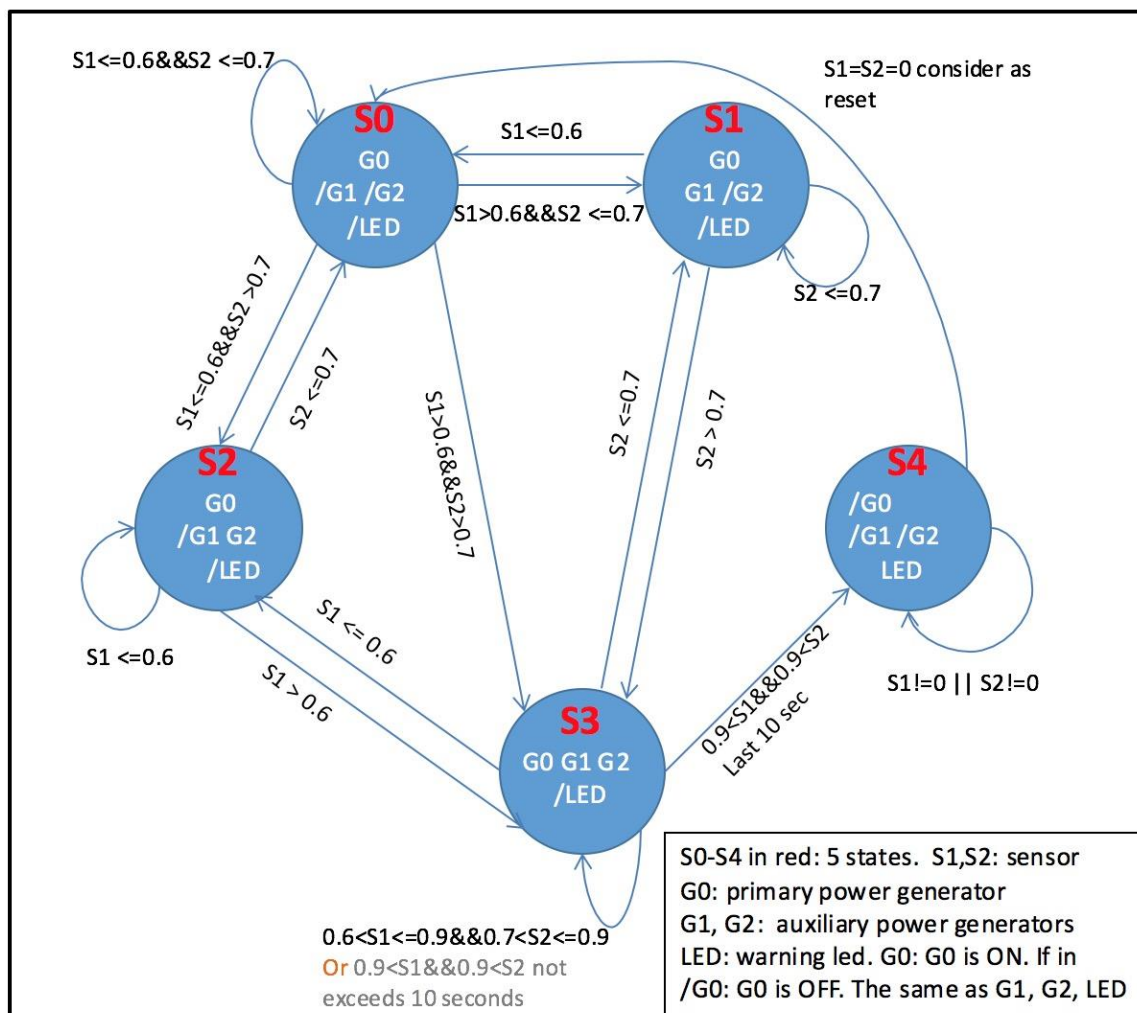 S1<=0.6&&S2 <=0.7
S1=S2=0 consider as
reset
S0
G0
/G1 /G2
/LED
S1<=0.6
S1>0.6&&S2 <=0.7
S1
G0
G1 /G2
/LED
S2 <=0.7
S1<=0.6&&S2 >0.7
S2 <=0.7
S1>0.6&&S2>0.7
S2 <=0.7
S2 > 0.7
S2
G0
/G1 G2
/LED
S1 <=0.6
S1 <= 0.6
S1 > 0.6
S4
/G0
/G1 /G2
LED
S1!=0 || S2!=0
0.9<S1&&0.9<S2
Last 10 sec
S3
G0 G1 G2
/LED
0.6<S1<=0.9&&0.7<S2<=0.9
Or 0.9<S1&&0.9<S2 not
exceeds 10 seconds
S0-S4 in red: 5 states. S1,S2: sensor
G0: primary power generator
G1, G2: auxiliary power generators
LED: warning led. G0: G0 is ON. If in
/G0: G0 is OFF. The same as G1, G2, LED